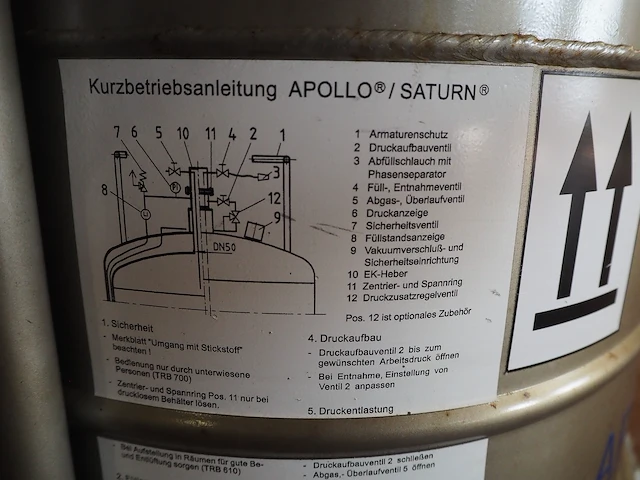 Kurzbetriebsanleitung APOLLO® / SATURN®
7 6 5 10 11 4 2 1
3
8
12
9
DN50
1 Armaturenschutz
2 Druckaufbauventil
3 Abfüllschlauch mit
Phasenseparator
4 Füll-, Entnahmeventil
5 Abgas-, Überlaufventil
6 Druckanzeige
7 Sicherheitsventil
8 Füllstandsanzeige
9 Vakuumverschluß- und
Sicherheitseinrichtung
10 EK-Heber
11 Zentrier- und Spannring
12 Druckzusatzregelventil
Pos. 12 ist optionales Zubehör
1. Sicherheit
- Merkblatt "Umgang mit Stickstoff"
beachten !
- Bedienung nur durch unterwiesene
Personen (TRB 700)
- Zentrier- und Spannring Pos. 11 nur bei
drucklosem Behälter lösen.
- Bei Aufstellung in Räumen für gute Be-
und Entlüftung sorgen (TRB 610)
4. Druckaufbau
- Druckaufbauventil 2 bis zum
gewünschten Arbeitsdruck öffnen
- Bei Entnahme, Einstellung von
Ventil 2 anpassen
5. Druckentlastung
- Druckaufbauventil 2 schließen
- Abgas,- Überlaufventil 5 öffnen